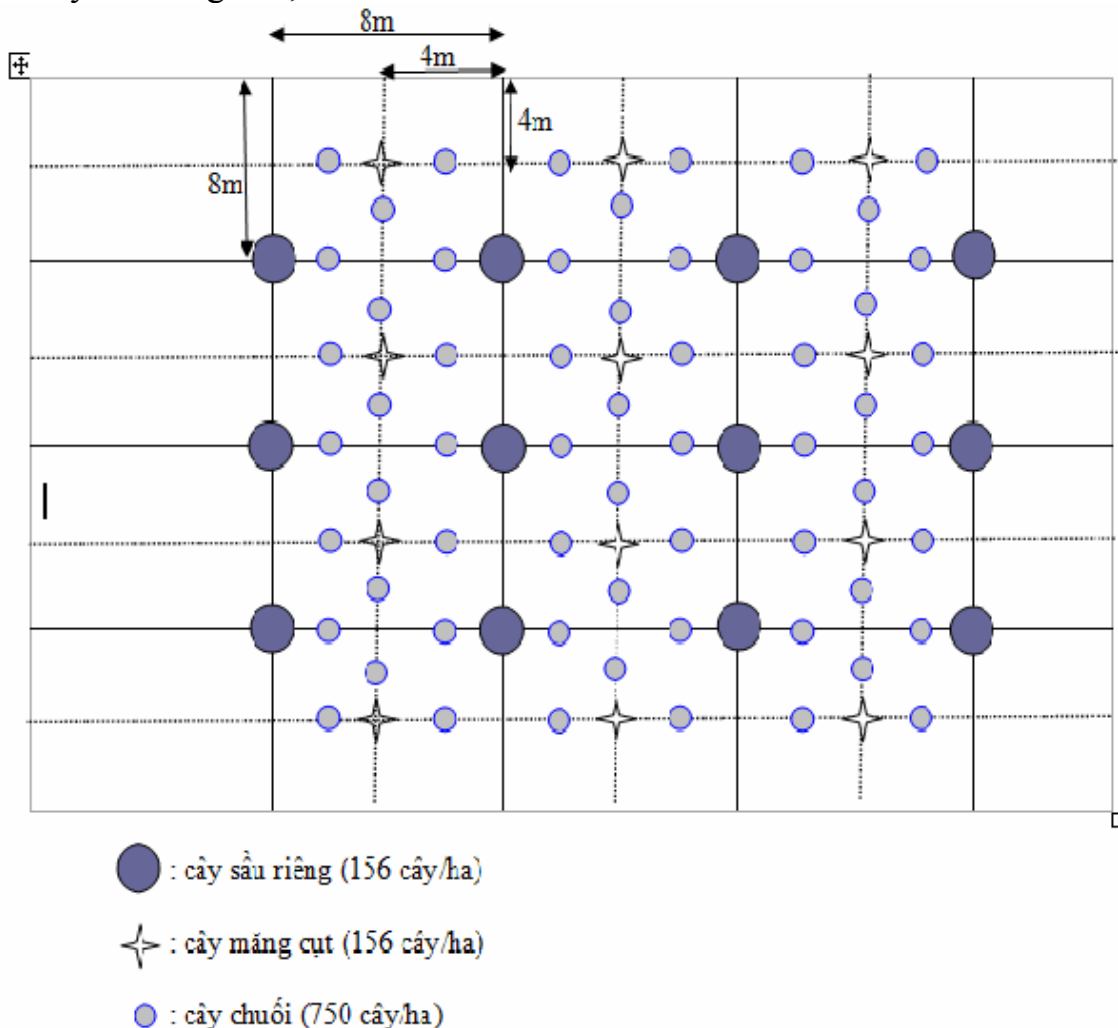 8m
4m
4m
8m
: cây sầu riêng (156 cây/ha)
: cây măng cụt (156 cây/ha)
: cây chuối (750 cây/ha)